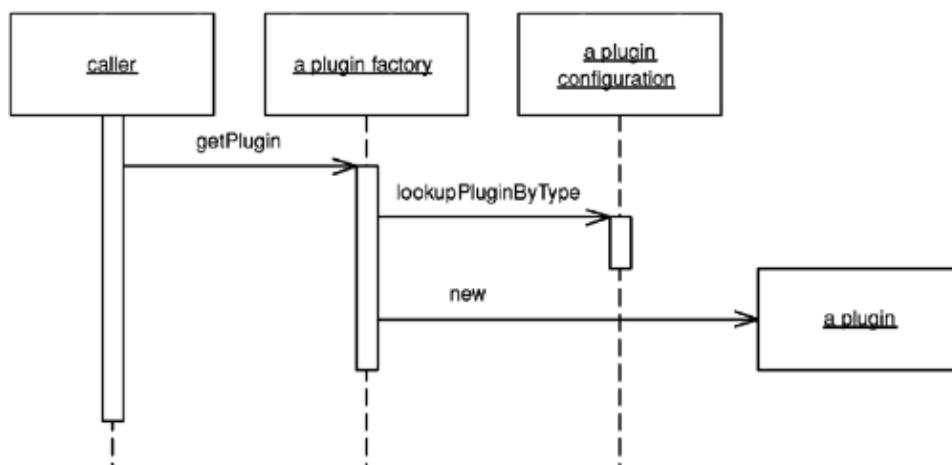 caller
a plugin factory
a plugin
configuration
getPlugin
lookupPluginByType
new
a plugin